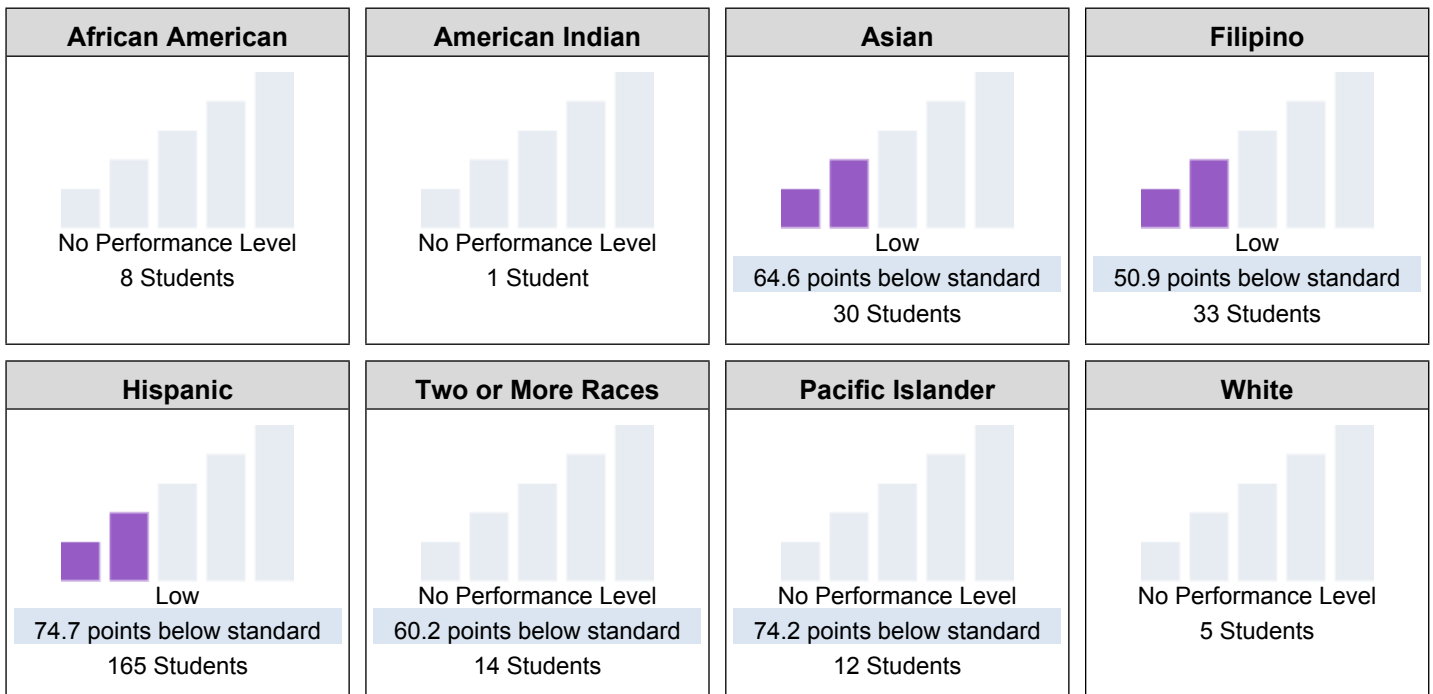 African American
No Performance Level
8 Students
American Indian
No Performance Level
1 Student
Asian
Low
64.6 points below standard
30 Students
Filipino
Low
50.9 points below standard
33 Students
Hispanic
Low
74.7 points below standard
165 Students
Two or More Races
No Performance Level
60.2 points below standard
14 Students
Pacific Islander
No Performance Level
74.2 points below standard
12 Students
White
No Performance Level
5 Students